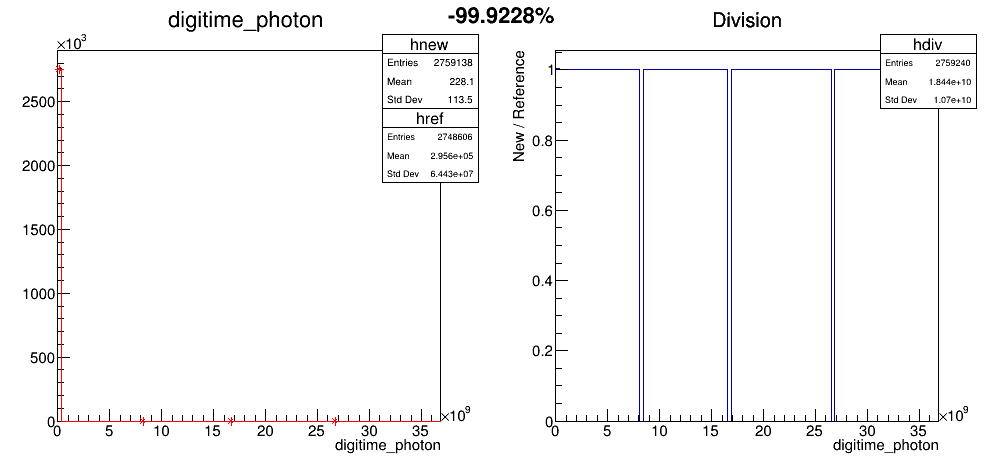 -99.9228%
digitime_photon
×10³
hnew
Entries 2759138
Mean 228.1
Std Dev 113.5
href
Entries 2748606
Mean 2.956e+05
Std Dev 6.443e+07
2500
2000
1500
1000
500
0
0 5 10 15 20 25 30 35
×10⁹
digitime_photon
Division
hdiv
Entries 2759240
Mean 1.844e+10
Std Dev 1.07e+10
New / Reference
1
0.8
0.6
0.4
0.2
0
0 5 10 15 20 25 30 35
×10⁹
digitime_photon